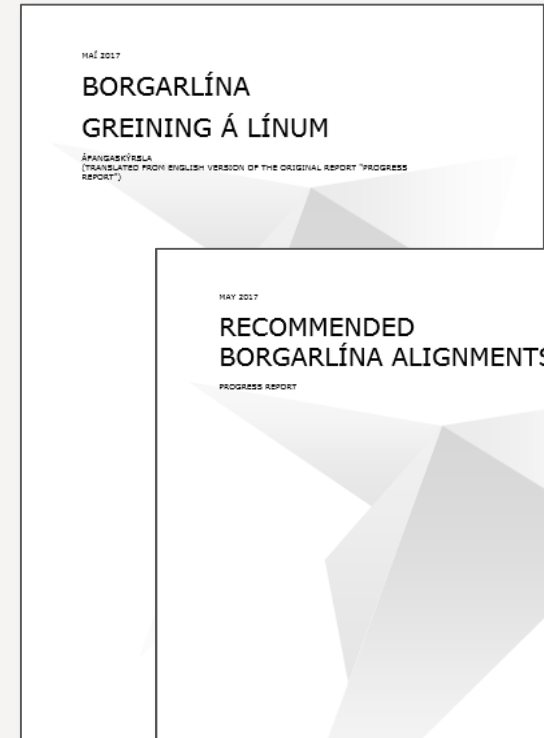 MAÍ 2017
BORGARLÍNA
GREINING Á LÍNUM
ÁFANGASKÝRSLA
(TRANSLATED FROM ENGLISH VERSION OF THE ORIGINAL REPORT "PROGRESS
REPORT")
MAY 2017
RECOMMENDED
BORGARLÍNA ALIGNMENTS
PROGRESS REPORT